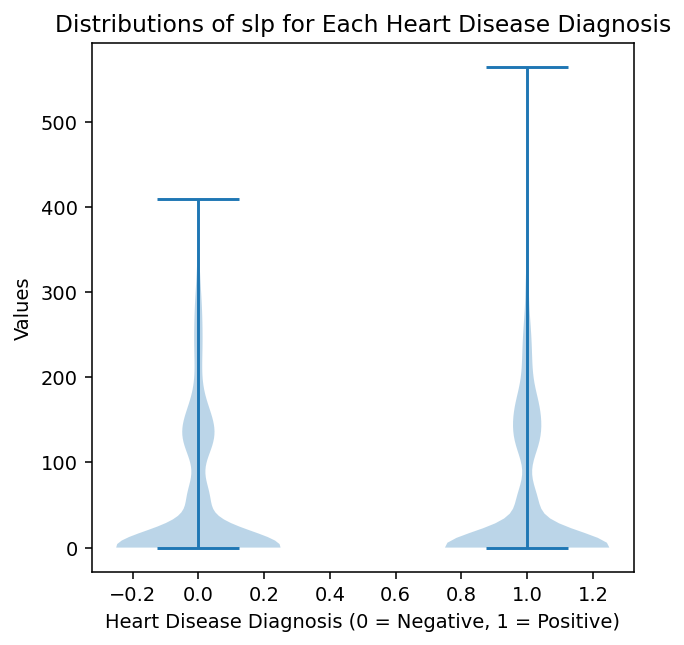 Distributions of slp for Each Heart Disease Diagnosis
500
400
300
200
100
0
Values
−0.2 0.0 0.2 0.4 0.6 0.8 1.0 1.2
Heart Disease Diagnosis (0 = Negative, 1 = Positive)